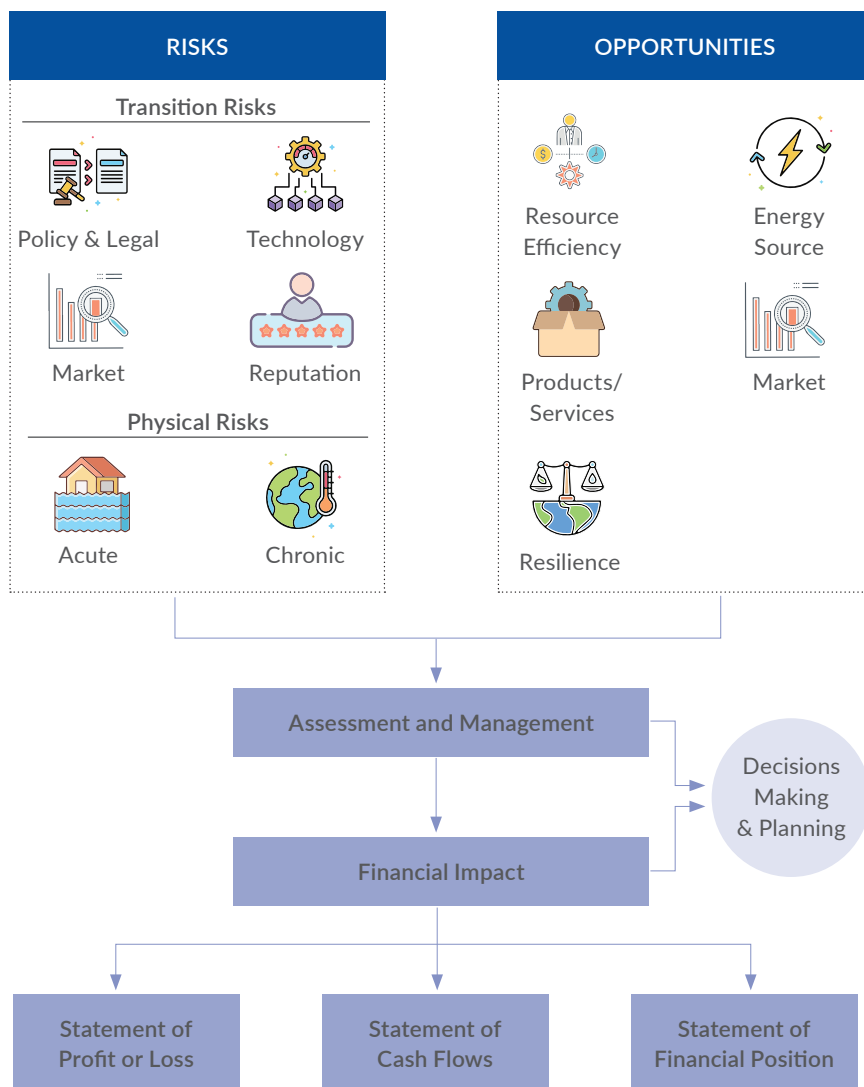 RISKS
Transition Risks
Policy & Legal
Technology
Market
Reputation
Physical Risks
Acute
Chronic
OPPORTUNITIES
Resource
Efficiency
Energy
Source
$
Products/
Services
Market
Resilience
Assessment and Management
Decisions
Making
& Planning
Financial Impact
Statement of
Profit or Loss
Statement of
Cash Flows
Statement of
Financial Position